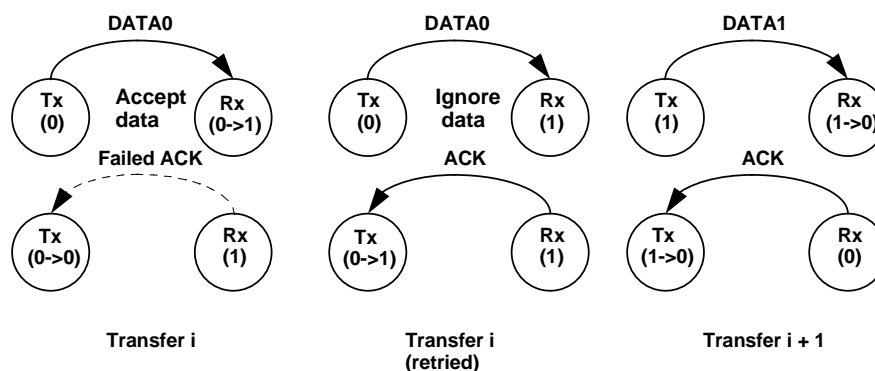 DATA0
Tx
(0)
Accept
data
Rx
(0->1)
Failed ACK
Tx
(0->0)
Rx
(1)
Transfer i
DATA0
Tx
(0)
Ignore
data
Rx
(1)
ACK
Tx
(0->1)
Rx
(1)
Transfer i
(retried)
DATA1
Tx
(1)
Rx
(1->0)
ACK
Tx
(1->0)
Rx
(0)
Transfer i + 1